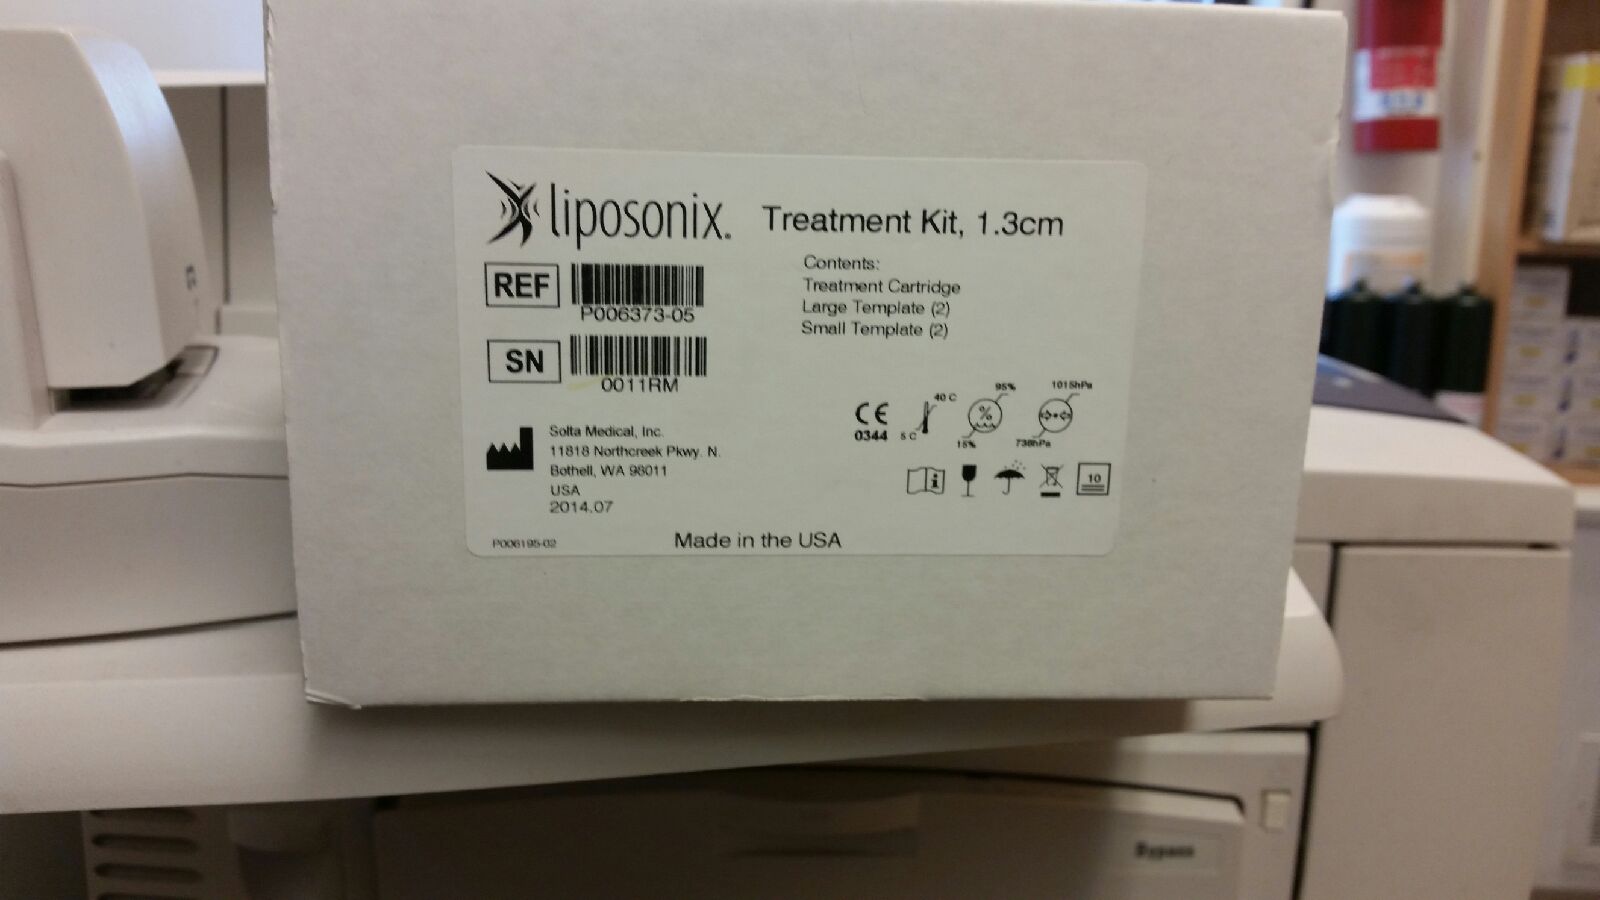 liposonix.
Treatment Kit, 1.3cm
REF
P006373-05
SN
0011RM
Contents:
Treatment Cartridge
Large Template (2)
Small Template (2)
Solta Medical, Inc.
11818 Northcreek Pkwy. N.
Bothell, WA 98011
USA
2014.07
CE
0344
40 C
5 C
%
95%
15%
1015hPa
738hPa
i
10
P006195-02
Made in the USA
Bypass